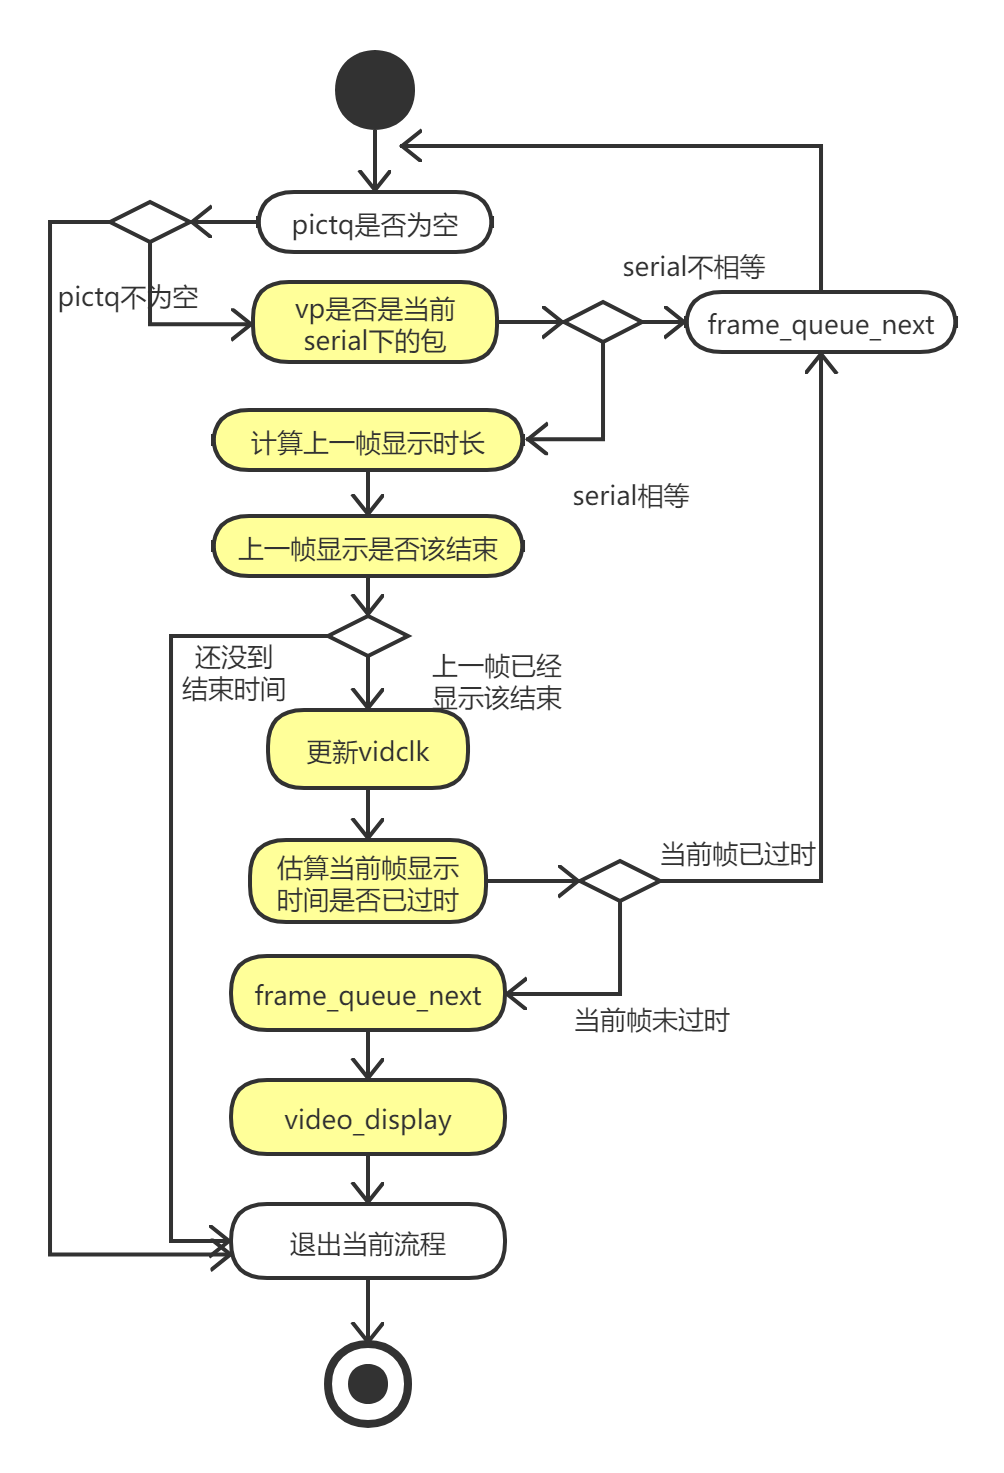 pictq是否为空
pictq不为空
vp是否是当前
serial下的包
serial不相等
frame_queue_next
计算上一帧显示时长
serial相等
上一帧显示是否该结束
还没到
结束时间
上一帧已经
显示该结束
更新vidclk
估算当前帧显示
时间是否已过时
当前帧已过时
frame_queue_next
当前帧未过时
video_display
退出当前流程